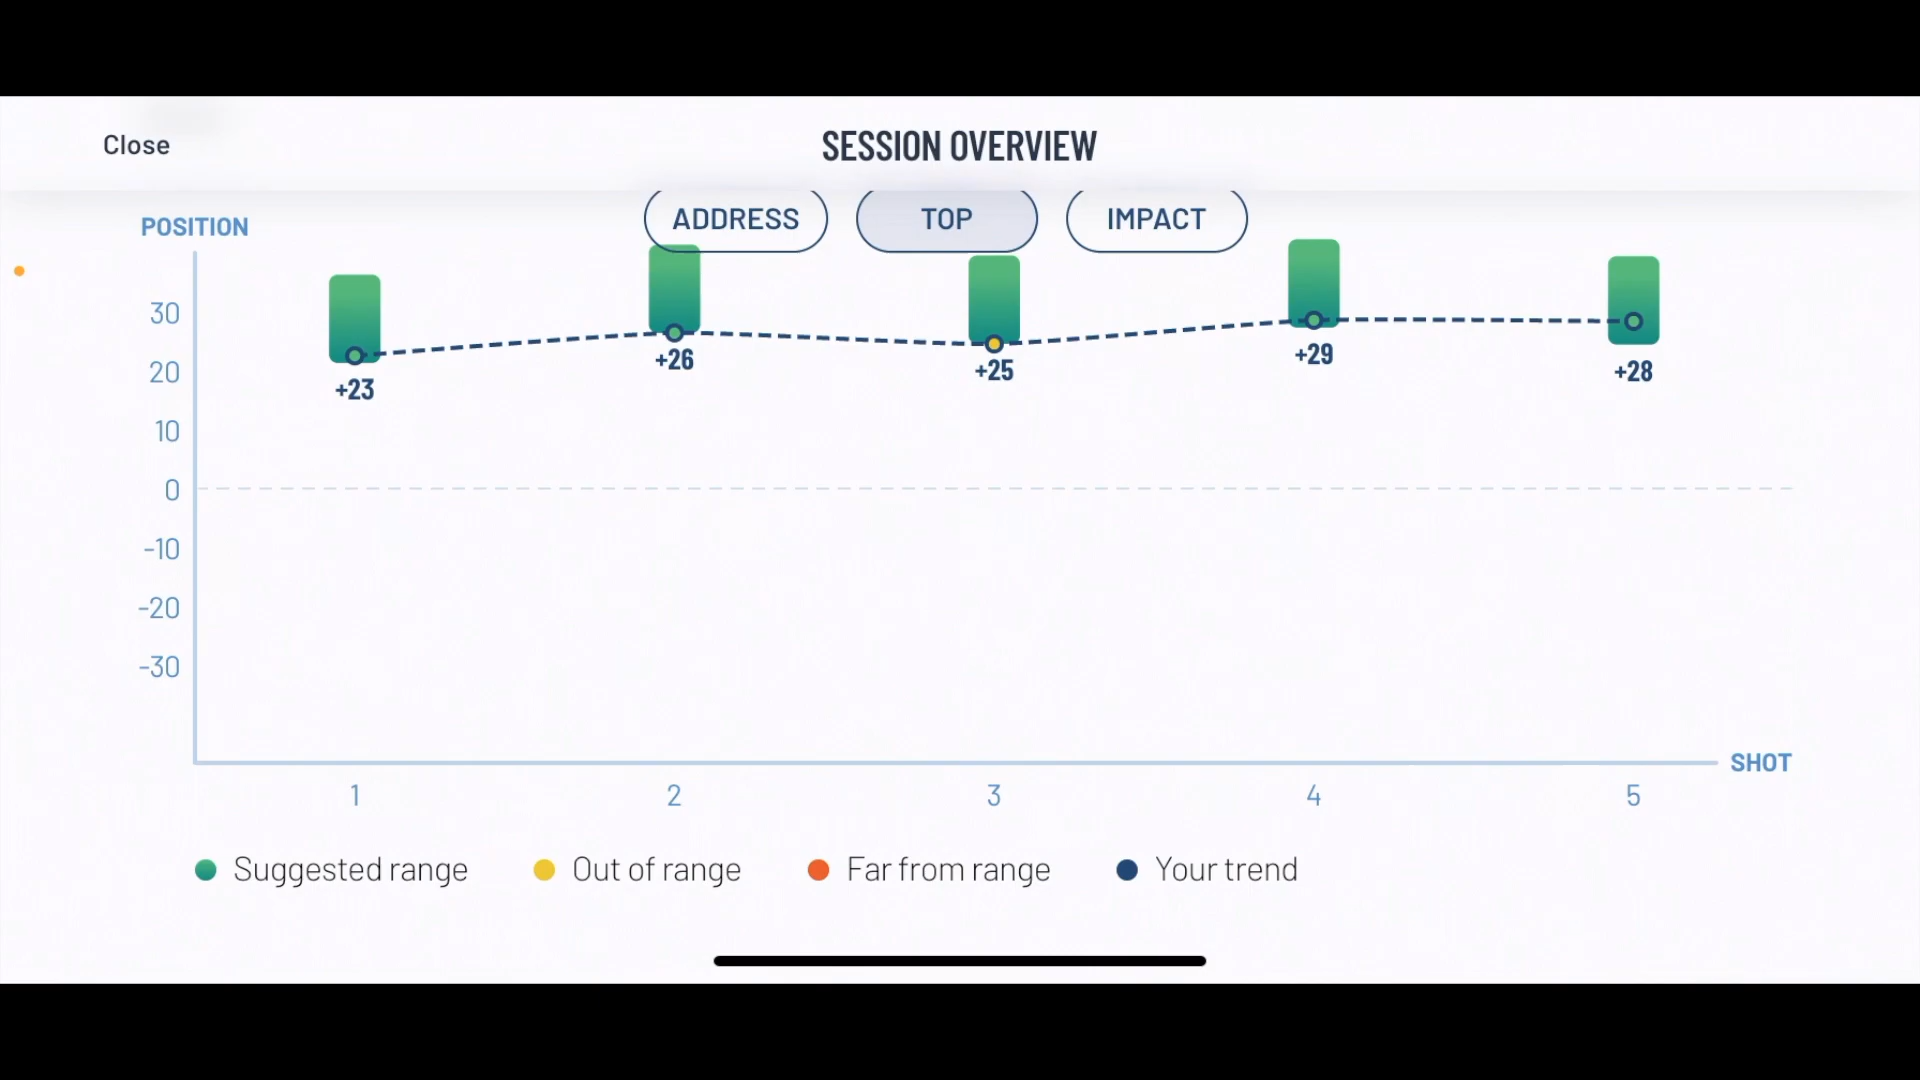 Close
SESSION OVERVIEW
ADDRESS
TOP
IMPACT
POSITION
30
20
10
0
-10
-20
-30
+23
+26
+25
+29
+28
SHOT
1
2
3
4
5
Suggested range
Out of range
Far from range
Your trend